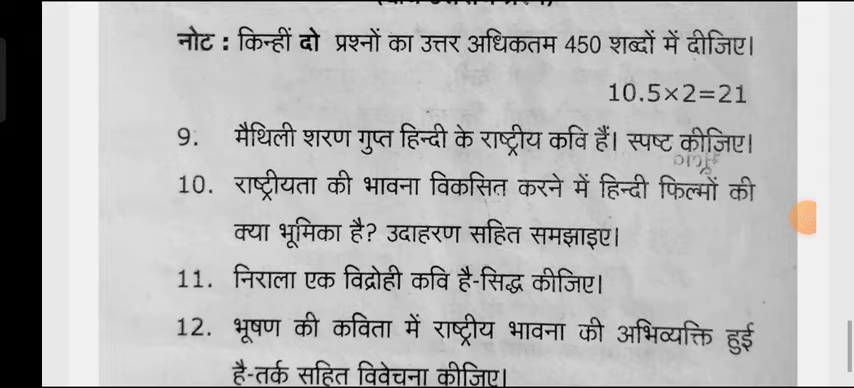 नोट : किन्हीं दो प्रश्नों का उत्तर अधिकतम 450 शब्दों में दीजिए।
10.5×2=21
9. मैथिली शरण गुप्त हिन्दी के राष्ट्रीय कवि हैं। स्पष्ट कीजिए।
10. राष्ट्रीयता की भावना विकसित करने में हिन्दी फिल्मों की
क्या भूमिका है? उदाहरण सहित समझाइए।
11. निराला एक विद्रोही कवि है-सिद्ध कीजिए।
12. भूषण की कविता में राष्ट्रीय भावना की अभिव्यक्ति हुई
है-तर्क सहित विवेचना कीजिए।